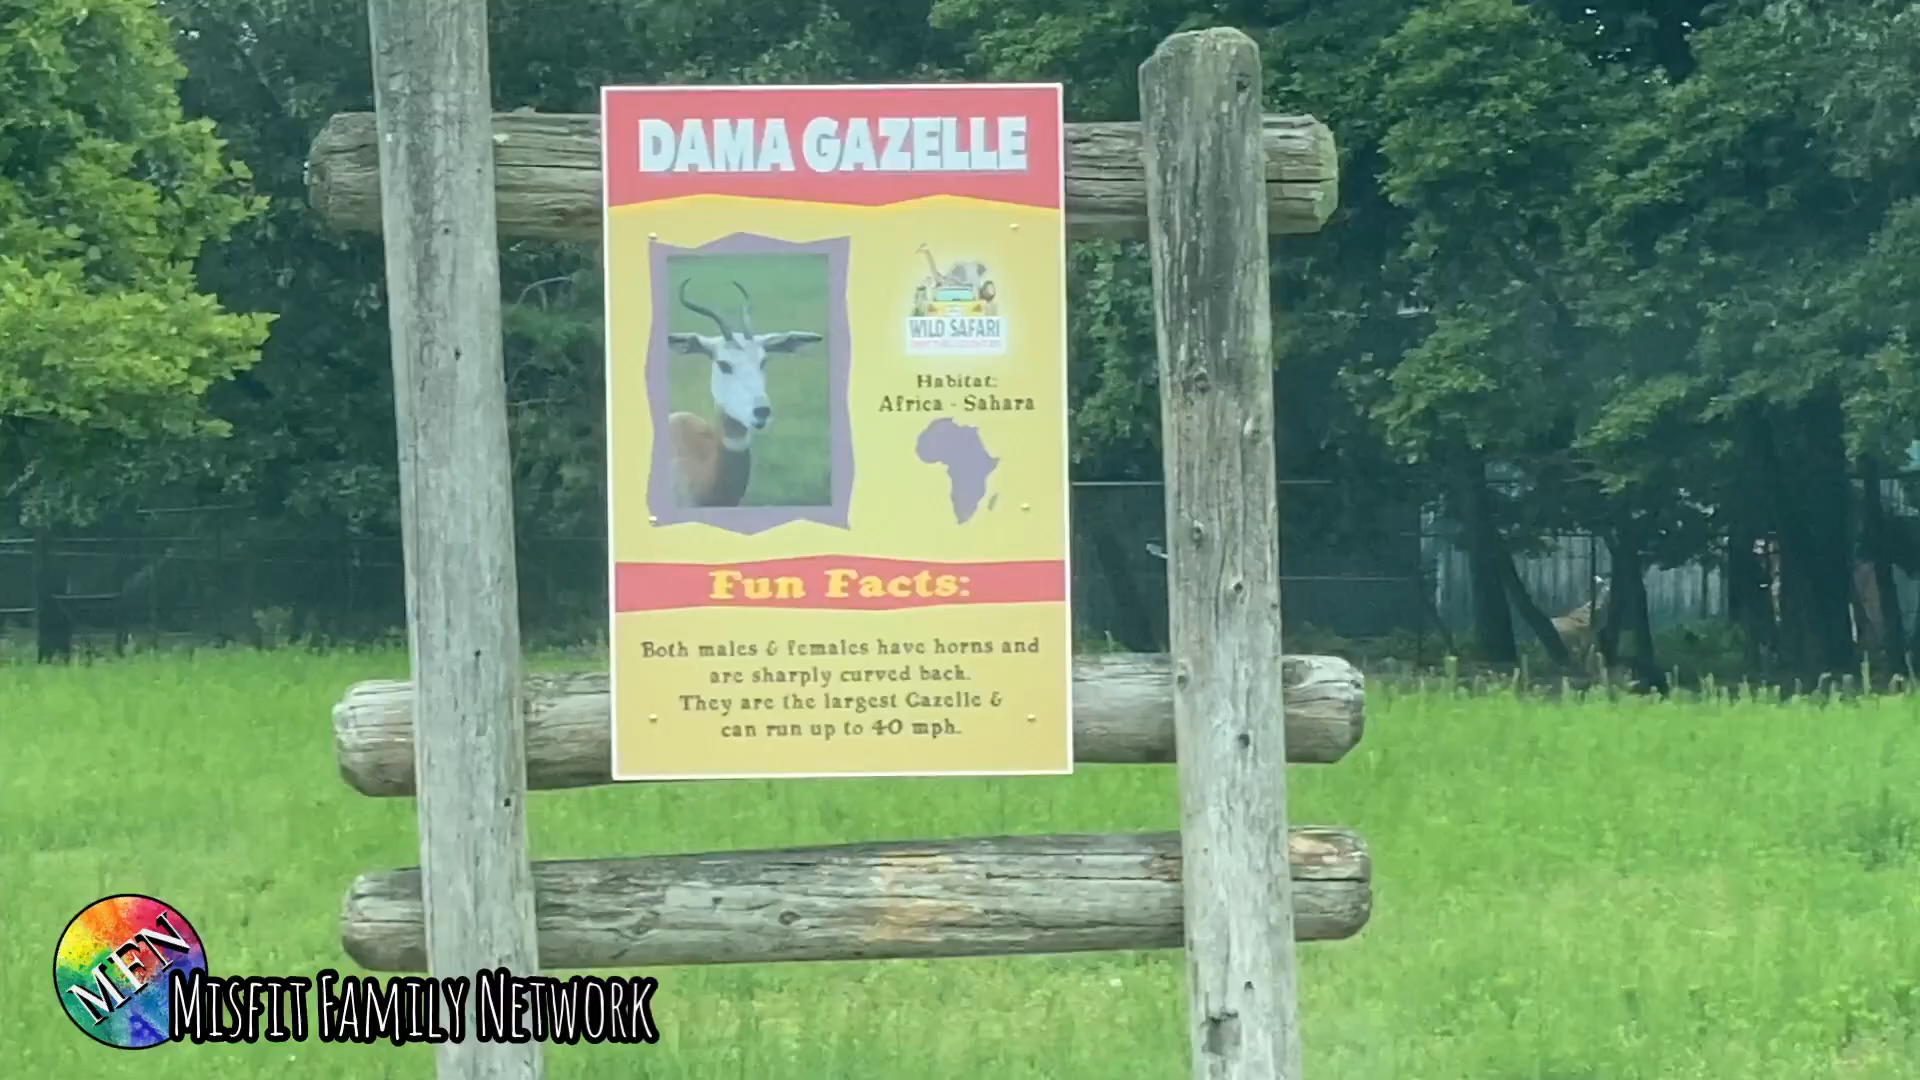 DAMA GAZELLE
WILD SAFARI
Habitat:
Africa - Sahara
Fun Facts:
Both males & females have horns and
are sharply curved back.
They are the largest Gazelle &
can run up to 40 mph.
MFN
MISFIT FAMILY NETWORK